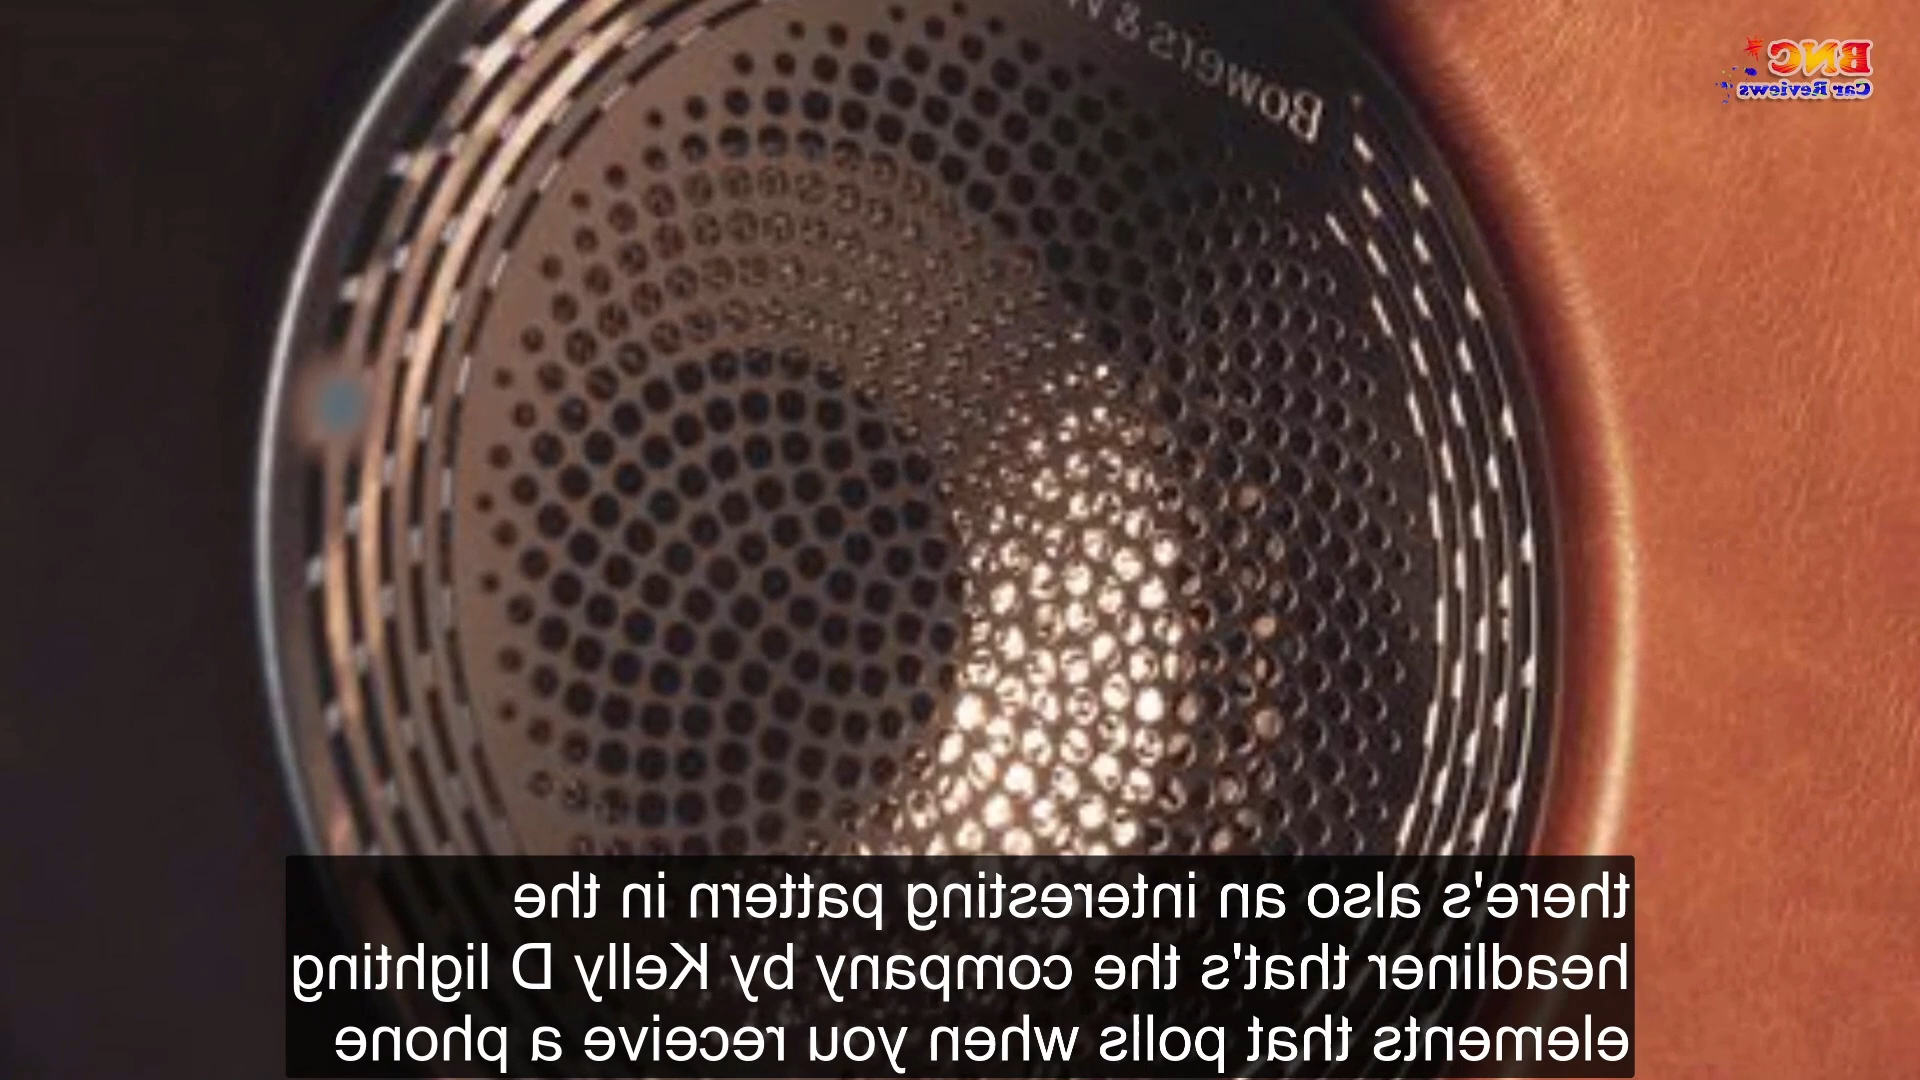 Bowers &
BNC
Car Reviews
there's also an interesting pattern in the
headliner that's the company by Kelly D lighting
elements that polls when you receive a phone